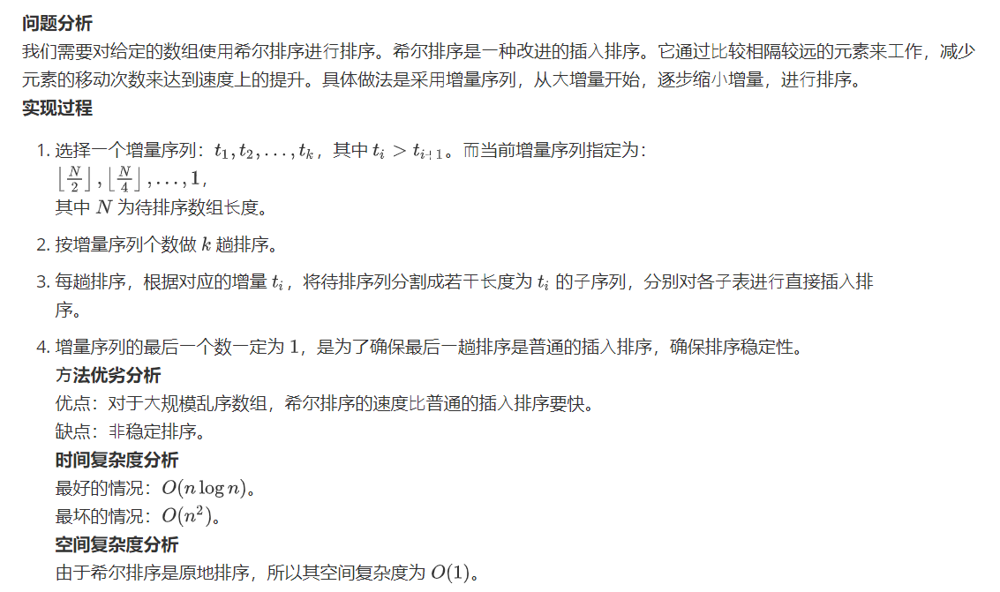 问题分析
我们需要对给定的数组使用希尔排序进行排序。希尔排序是一种改进的插入排序。它通过比较相隔较远的元素来工作，减少
元素的移动次数来达到速度上的提升。具体做法是采用增量序列，从大增量开始，逐步缩小增量，进行排序。
实现过程
1. 选择一个增量序列：$t_1, t_2, \ldots, t_k$，其中 $t_i > t_{i+1}$。而当前增量序列指定为：
$\lfloor \frac{N}{2} \rfloor, \lfloor \frac{N}{4} \rfloor, \ldots, 1$，
其中 $N$ 为待排序数组长度。
2. 按增量序列个数做 $k$ 趟排序。
3. 每趟排序，根据对应的增量 $t_i$，将待排序列分割成若干长度为 $t_i$ 的子序列，分别对各子表进行直接插入排
序。
4. 增量序列的最后一个数一定为 1，是为了确保最后一趟排序是普通的插入排序，确保排序稳定性。
方法优劣分析
优点：对于大规模乱序数组，希尔排序的速度比普通的插入排序要快。
缺点：非稳定排序。
时间复杂度分析
最好的情况：$O(n \log n)$。
最坏的情况：$O(n^2)$。
空间复杂度分析
由于希尔排序是原地排序，所以其空间复杂度为 $O(1)$。